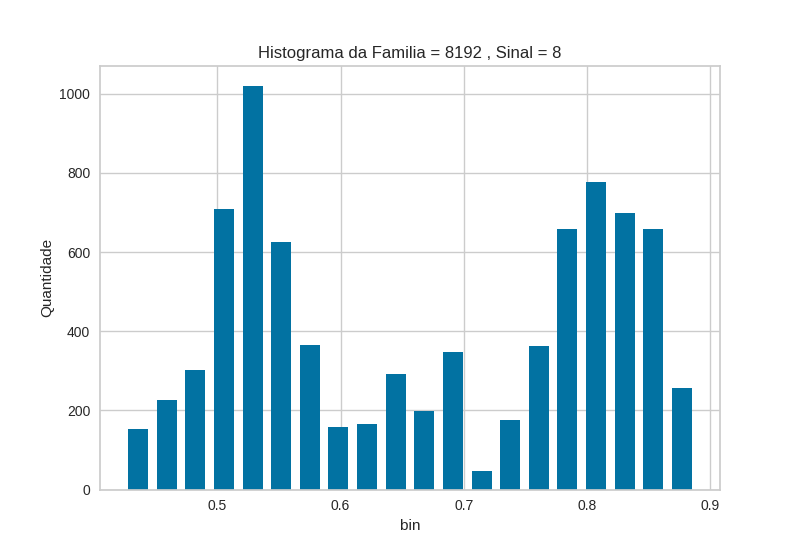 Histograma da Familia = 8192 , Sinal = 8
1000
800
600
400
200
0
Quantidade
0.5 0.6 0.7 0.8 0.9
bin